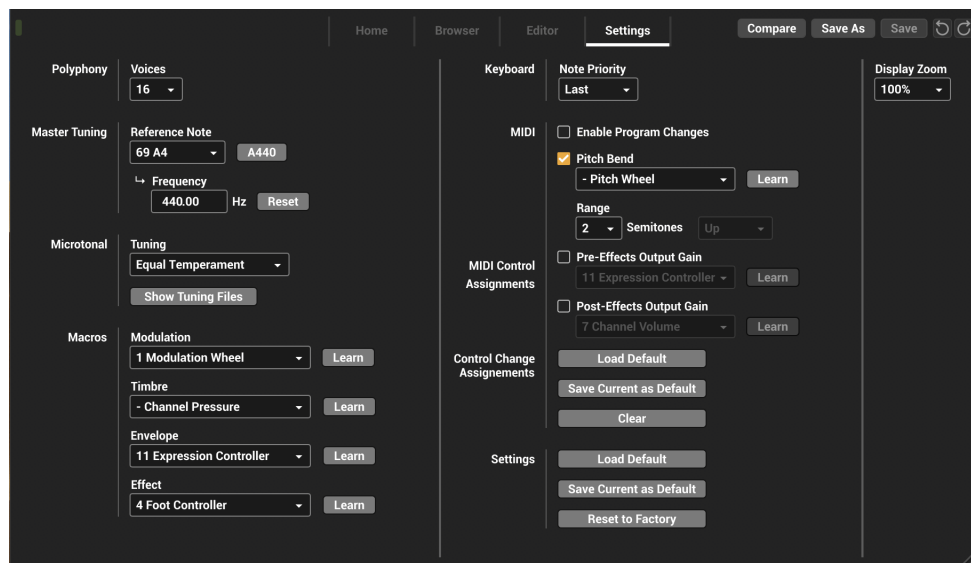 Home
Browser
Editor
Settings
Compare
Save As
Save
Polyphony
Voices
16
Master Tuning
Reference Note
69 A4
A440
Frequency
440.00
Hz
Reset
Microtonal
Tuning
Equal Temperament
Show Tuning Files
Macros
Modulation
1 Modulation Wheel
Learn
Timbre
- Channel Pressure
Learn
Envelope
11 Expression Controller
Learn
Effect
4 Foot Controller
Learn
Keyboard
Note Priority
Last
MIDI
Enable Program Changes
Pitch Bend
- Pitch Wheel
Learn
Range
2
Semitones
Up
MIDI Control
Assignments
Pre-Effects Output Gain
11 Expression Controller
Learn
Post-Effects Output Gain
7 Channel Volume
Learn
Control Change
Assignements
Load Default
Save Current as Default
Clear
Settings
Load Default
Save Current as Default
Reset to Factory
Display Zoom
100%